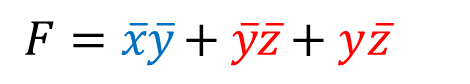 F = x̄ȳ + ȳz̄ + yz̄